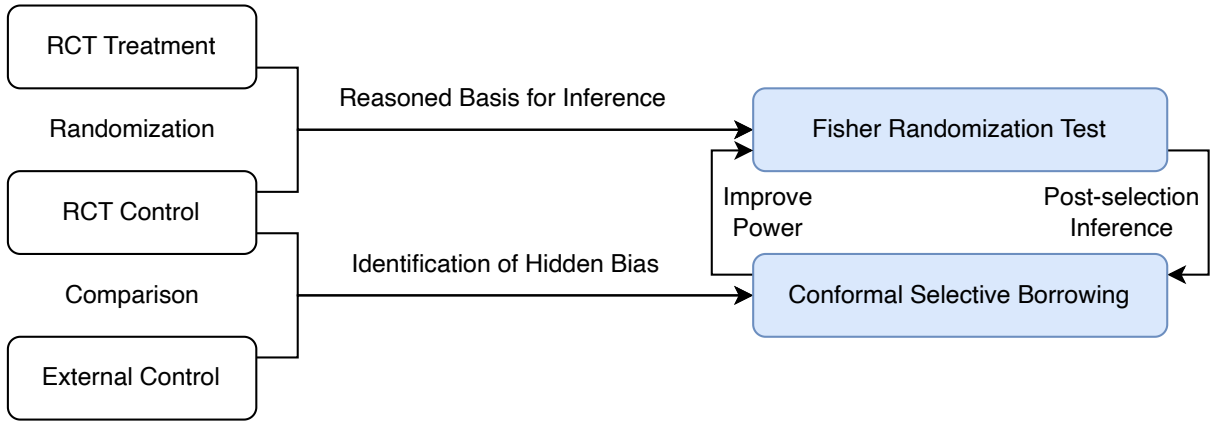 RCT Treatment
Randomization
RCT Control
Comparison
External Control
Reasoned Basis for Inference
Identification of Hidden Bias
Fisher Randomization Test
Improve
Power
Post-selection
Inference
Conformal Selective Borrowing